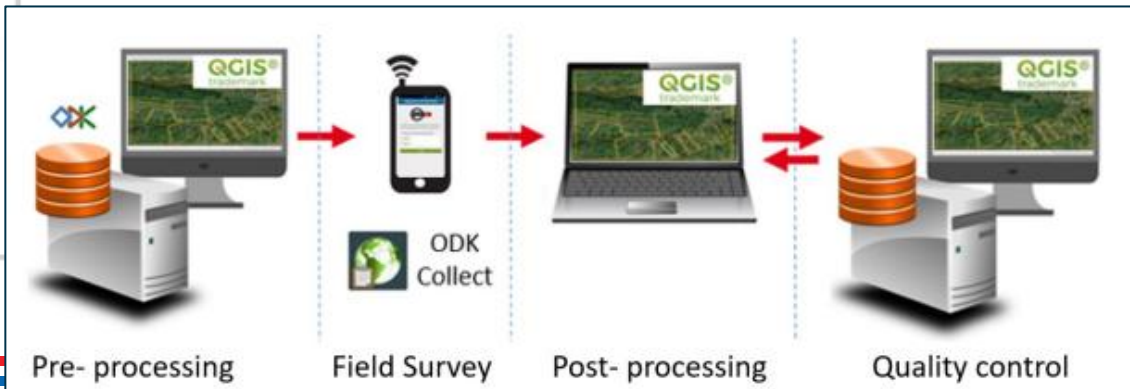 QGIS®
trademark
ODK
ODK
Collect
QGIS®
trademark
QGIS®
trademark
Pre- processing
Field Survey
Post- processing
Quality control